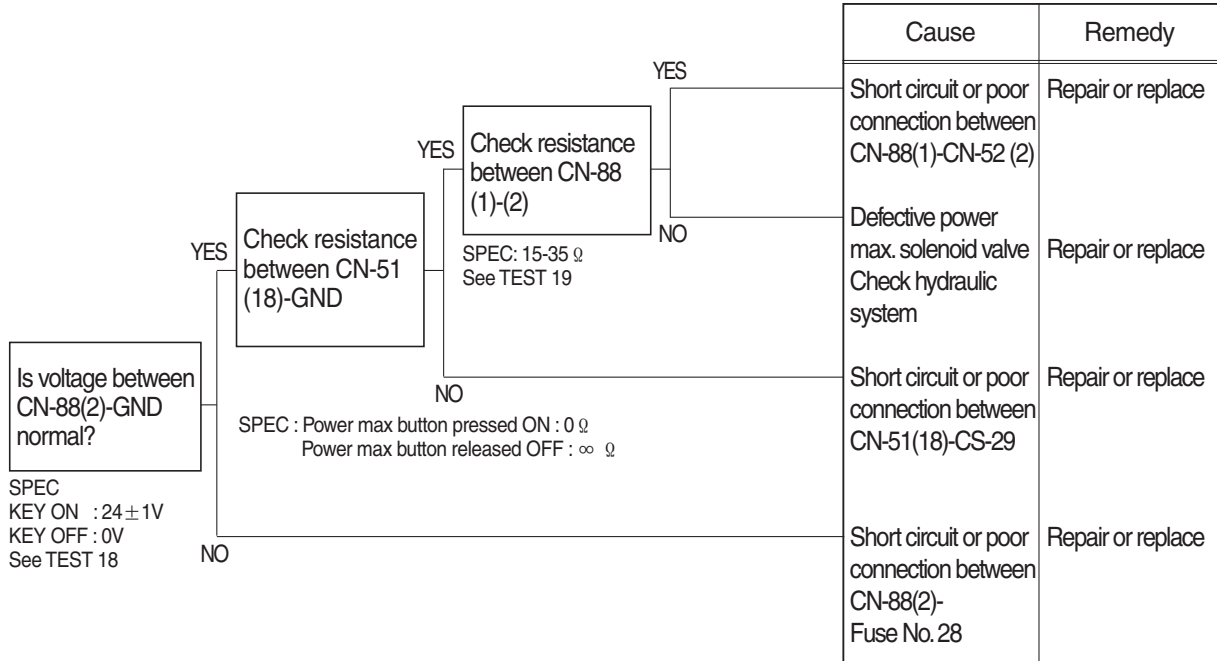 Cause
Remedy
YES
Short circuit or poor
connection between
CN-88(1)-CN-52 (2)
Repair or replace
YES
Check resistance
between CN-88
(1)-(2)
NO
SPEC: 15-35 Ω
See TEST 19
Defective power
max. solenoid valve
Check hydraulic
system
Repair or replace
YES
Check resistance
between CN-51
(18)-GND
NO
SPEC : Power max button pressed ON : 0 Ω
Power max button released OFF : ∞ Ω
Short circuit or poor
connection between
CN-51(18)-CS-29
Repair or replace
Is voltage between
CN-88(2)-GND
normal?
SPEC
KEY ON : 24±1V
KEY OFF : 0V
See TEST 18
NO
Short circuit or poor
connection between
CN-88(2)-
Fuse No. 28
Repair or replace